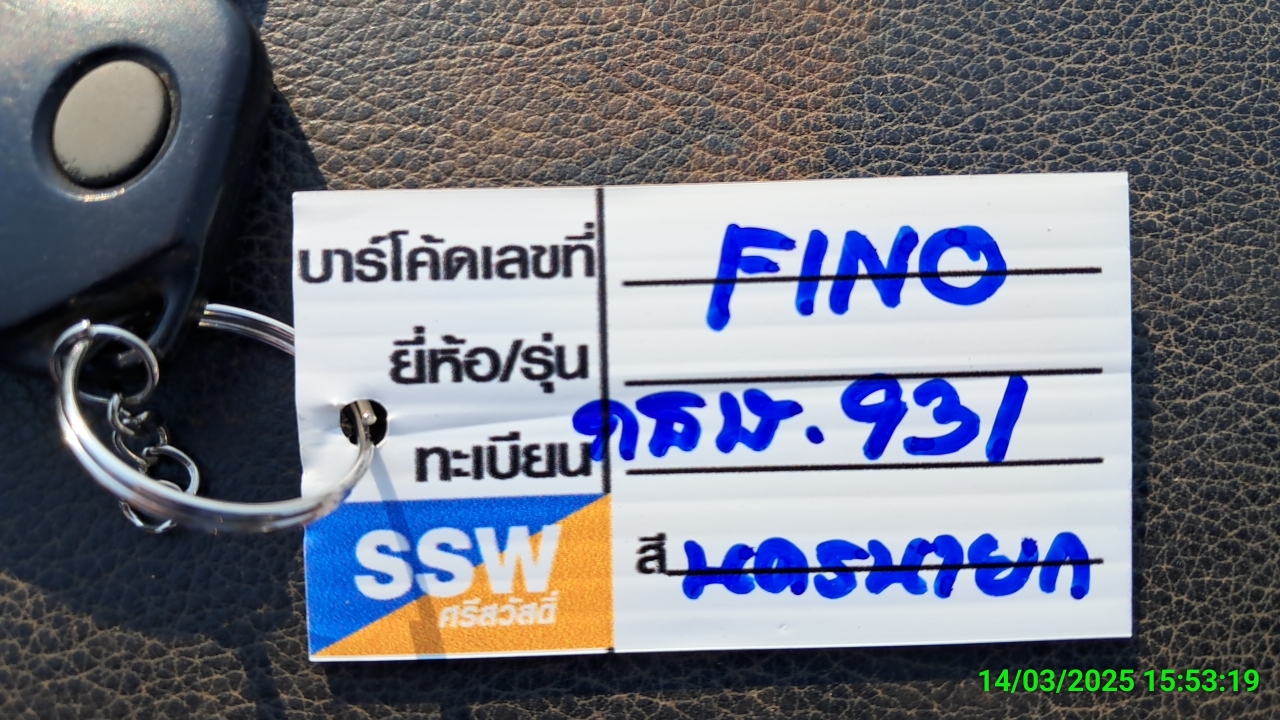 บาร์โค้ดเลขที่ FINO
ยี่ห้อ/รุ่น
ทะเบียน กลษ. 931
สี นครนายก
SSW
ศรีสวัสดิ์
14/03/2025 15:53:19